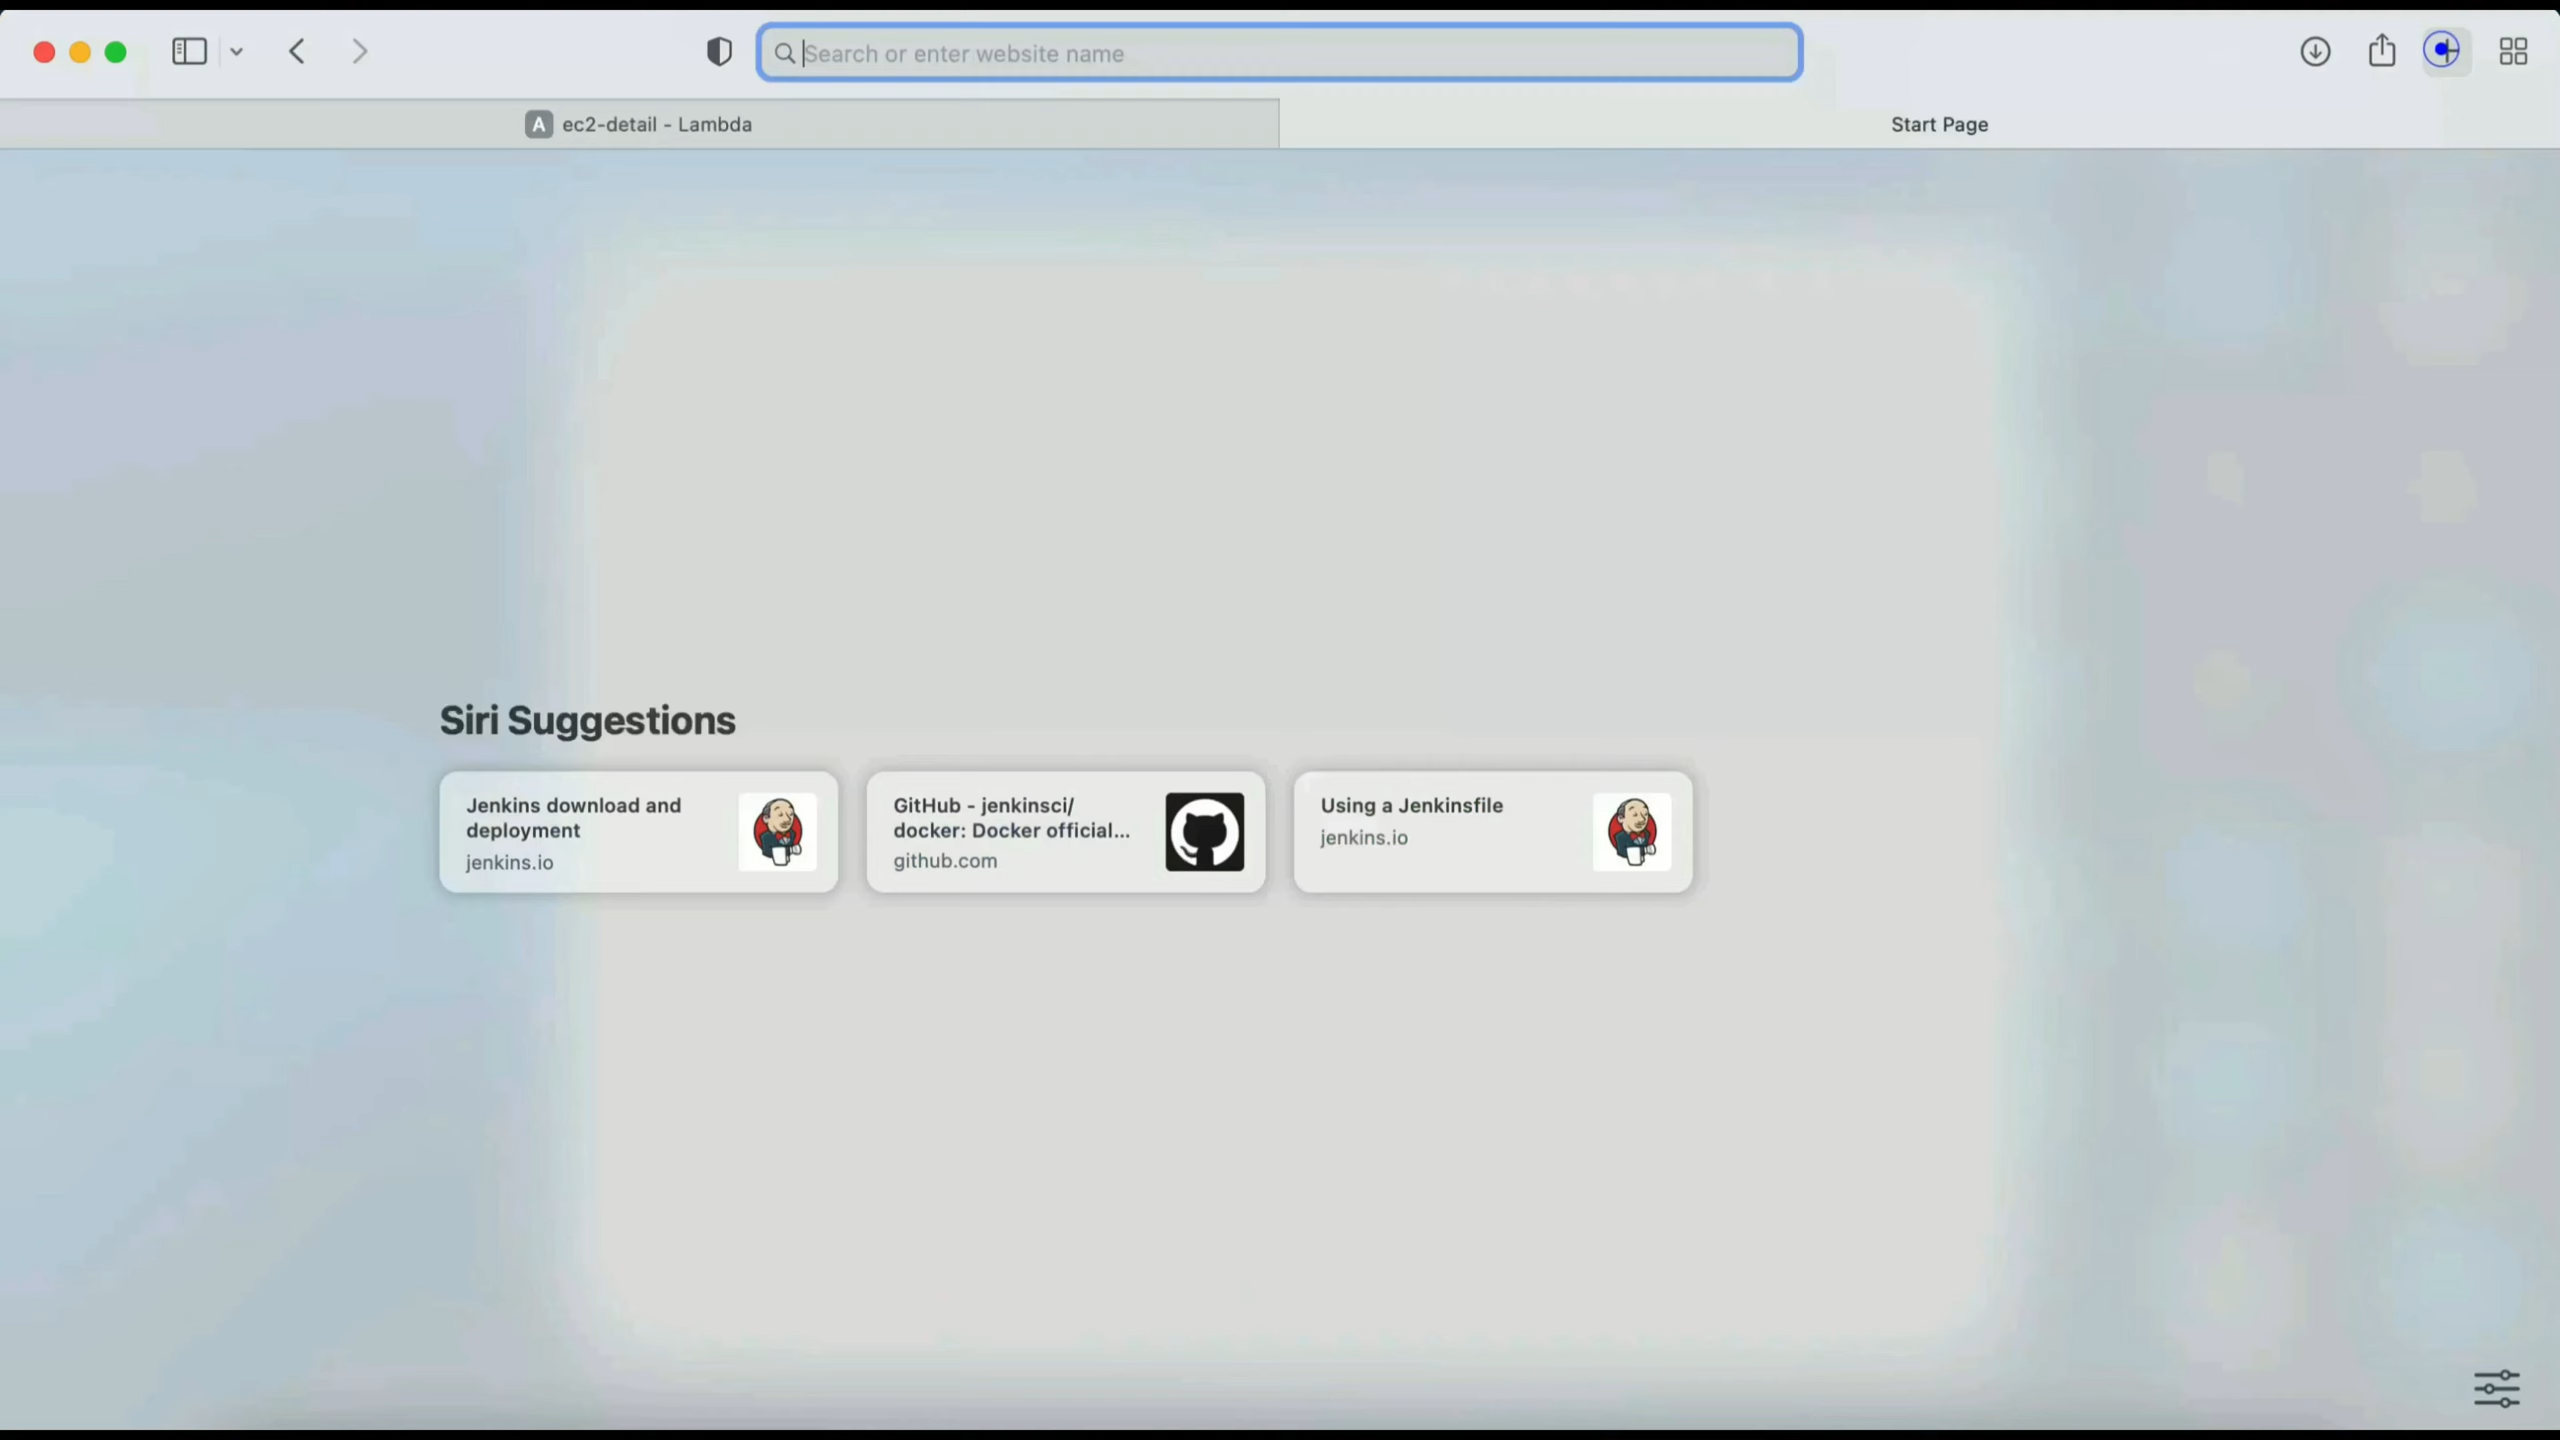 Search or enter website name
A ec2-detail - Lambda
Start Page
Siri Suggestions
Jenkins download and
deployment
jenkins.io
GitHub - jenkinsci/
docker: Docker official...
github.com
Using a Jenkinsfile
jenkins.io